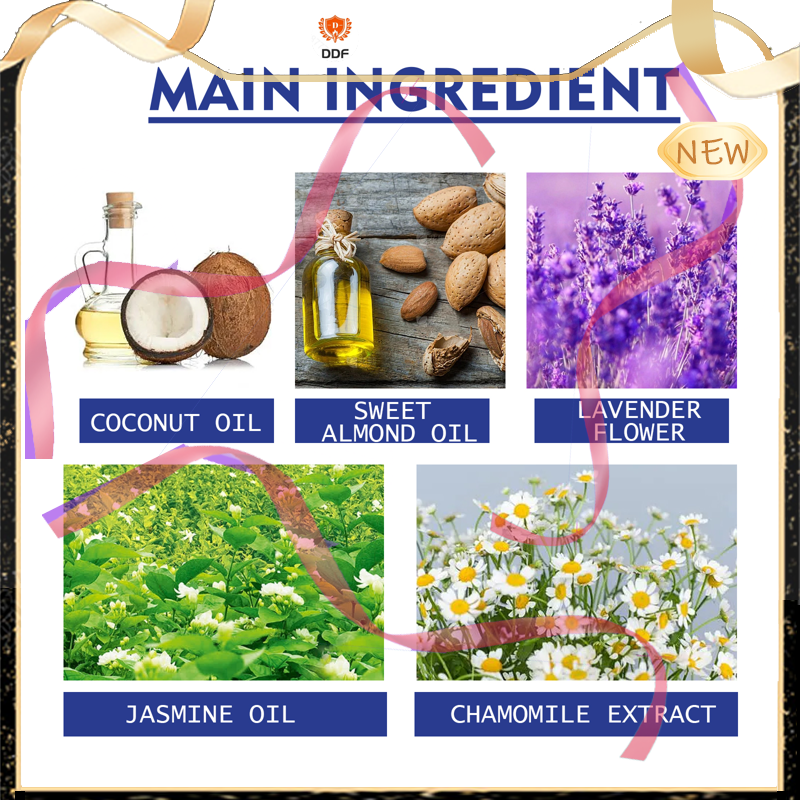 DDF
MAIN INGREDIENT
NEW
COCONUT OIL
SWEET
ALMOND OIL
LAVENDER
FLOWER
JASMINE OIL
CHAMOMILE EXTRACT